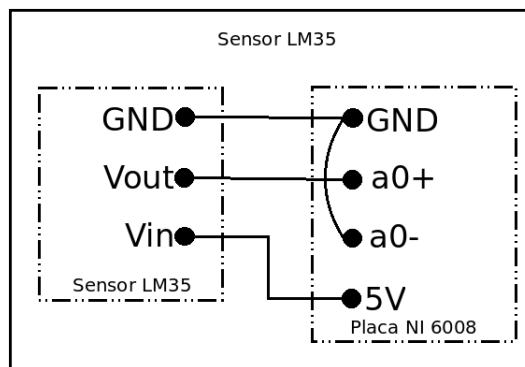 Sensor LM35
GND
Vout
Vin
Sensor LM35
GND
a0+
a0-
5V
Placa NI 6008